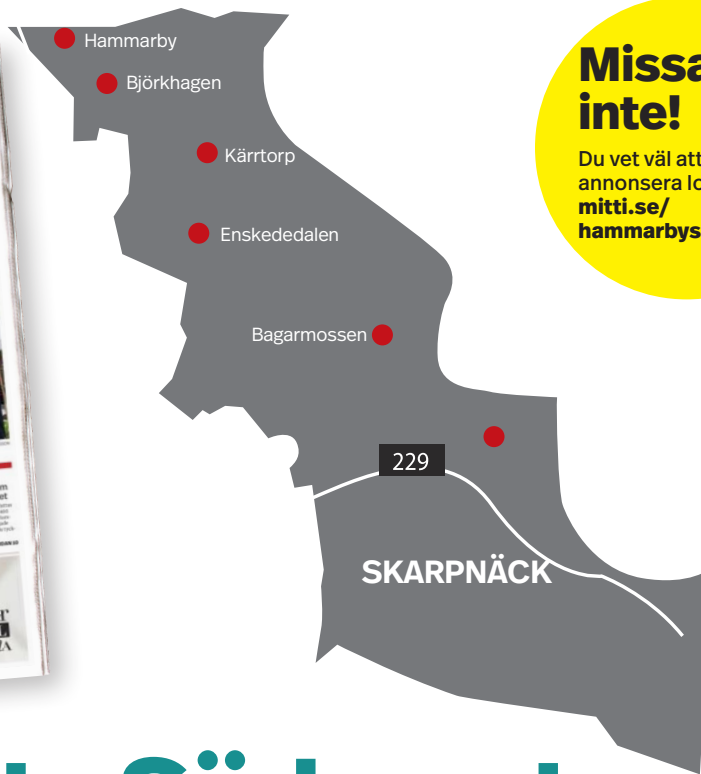 Hammarby
Björkhagen
Kärrtorp
Enskededalen
Bagarmossen
229
SKARPNÄCK
Missa
inte!
Du vet väl att
annonsera lo
mitti.se/
hammarbys